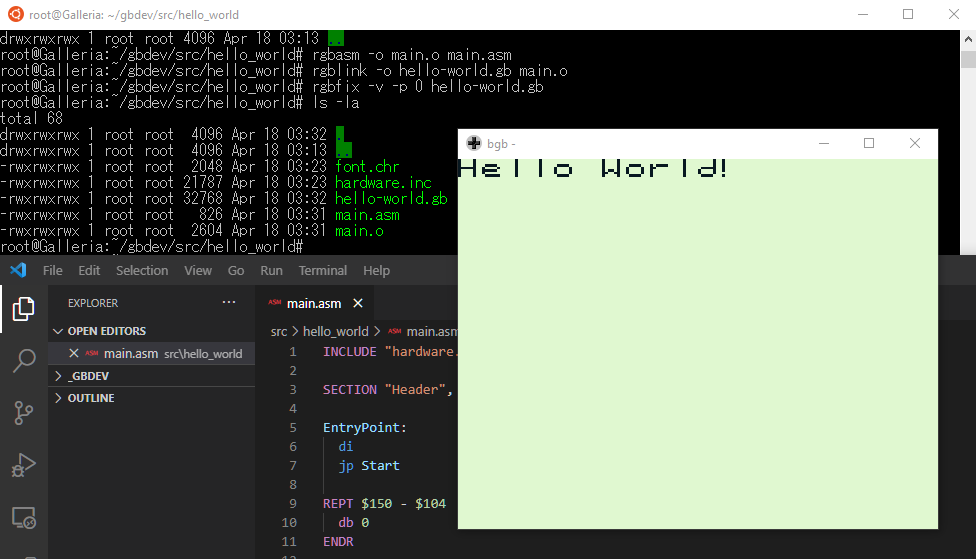 root@Galleria: ~/gbdev/src/hello_world
drwxrwxrwx 1 root root 4096 Apr 18 03:13 ..
root@Galleria:~/gbdev/src/hello_world# rgbasm -o main.o main.asm
root@Galleria:~/gbdev/src/hello_world# rgblink -o hello-world.gb main.o
root@Galleria:~/gbdev/src/hello_world# rgbfix -v -p 0 hello-world.gb
root@Galleria:~/gbdev/src/hello_world# ls -la
total 68
drwxrwxrwx 1 root root 4096 Apr 18 03:32 .
drwxrwxrwx 1 root root 4096 Apr 18 03:13 ..
-rwxrwxrwx 1 root root 2048 Apr 18 03:23 font.chr
-rwxrwxrwx 1 root root 21787 Apr 18 03:23 hardware.inc
-rwxrwxrwx 1 root root 32768 Apr 18 03:32 hello-world.gb
-rwxrwxrwx 1 root root 826 Apr 18 03:31 main.asm
-rwxrwxrwx 1 root root 2604 Apr 18 03:31 main.o
root@Galleria:~/gbdev/src/hello_world#
bgb -
Hello World!
File Edit Selection View Go Run Terminal Help
EXPLORER ...
OPEN EDITORS
ASM main.asm src\hello_world
_GBDEV
OUTLINE
ASM main.asm
src > hello_world > ASM main.asm
1 INCLUDE "hardware.
2
3 SECTION "Header",
4
5 EntryPoint:
6 di
7 jp Start
8
9 REPT $150 - $104
10 db 0
11 ENDR